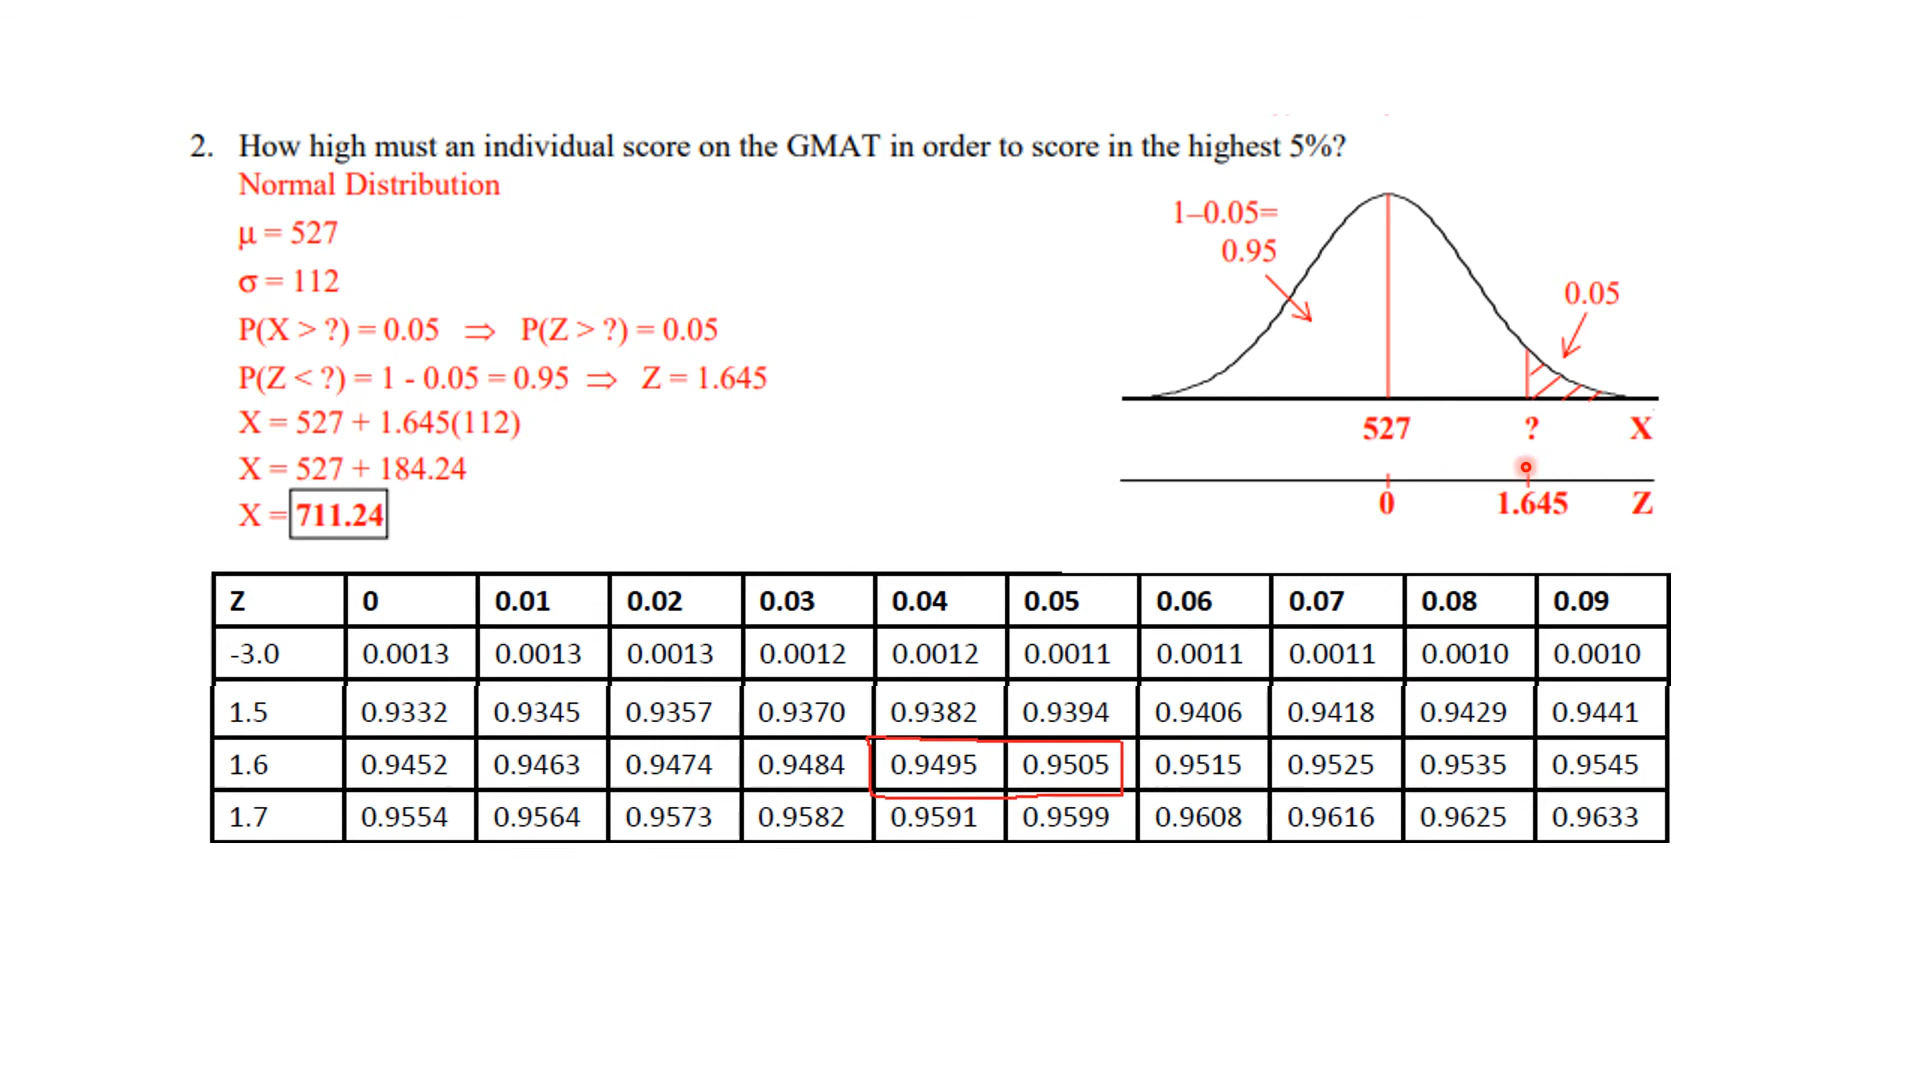 2. How high must an individual score on the GMAT in order to score in the highest 5%?
Normal Distribution
μ = 527
σ = 112
P(X > ?) = 0.05 ⇒ P(Z > ?) = 0.05
P(Z < ?) = 1 - 0.05 = 0.95 ⇒ Z = 1.645
X = 527 + 1.645(112)
X = 527 + 184.24
X = 711.24
1–0.05=
0.95
0.05
527 ? X
0 1.645 Z
Z 0 0.01 0.02 0.03 0.04 0.05 0.06 0.07 0.08 0.09
-3.0 0.0013 0.0013 0.0013 0.0012 0.0012 0.0011 0.0011 0.0011 0.0010 0.0010
1.5 0.9332 0.9345 0.9357 0.9370 0.9382 0.9394 0.9406 0.9418 0.9429 0.9441
1.6 0.9452 0.9463 0.9474 0.9484 0.9495 0.9505 0.9515 0.9525 0.9535 0.9545
1.7 0.9554 0.9564 0.9573 0.9582 0.9591 0.9599 0.9608 0.9616 0.9625 0.9633